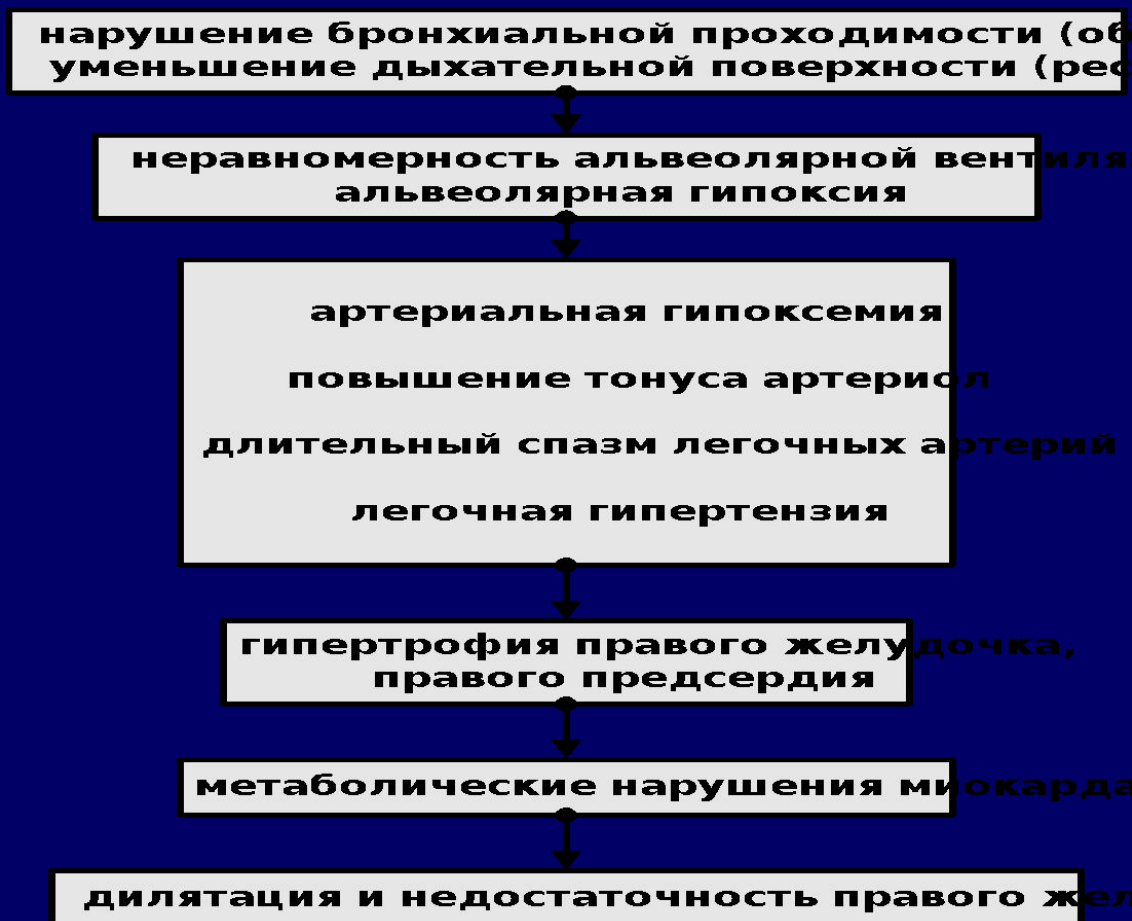 нарушение бронхиальной проходимости (об
уменьшение дыхательной поверхности (рес
неравномерность альвеолярной вентиля
альвеолярная гипоксия
артериальная гипоксемия
повышение тонуса артериол
длительный спазм легочных артерий
легочная гипертензия
гипертрофия правого желудочка,
правого предсердия
метаболические нарушения миокарда
дилятация и недостаточность правого жел